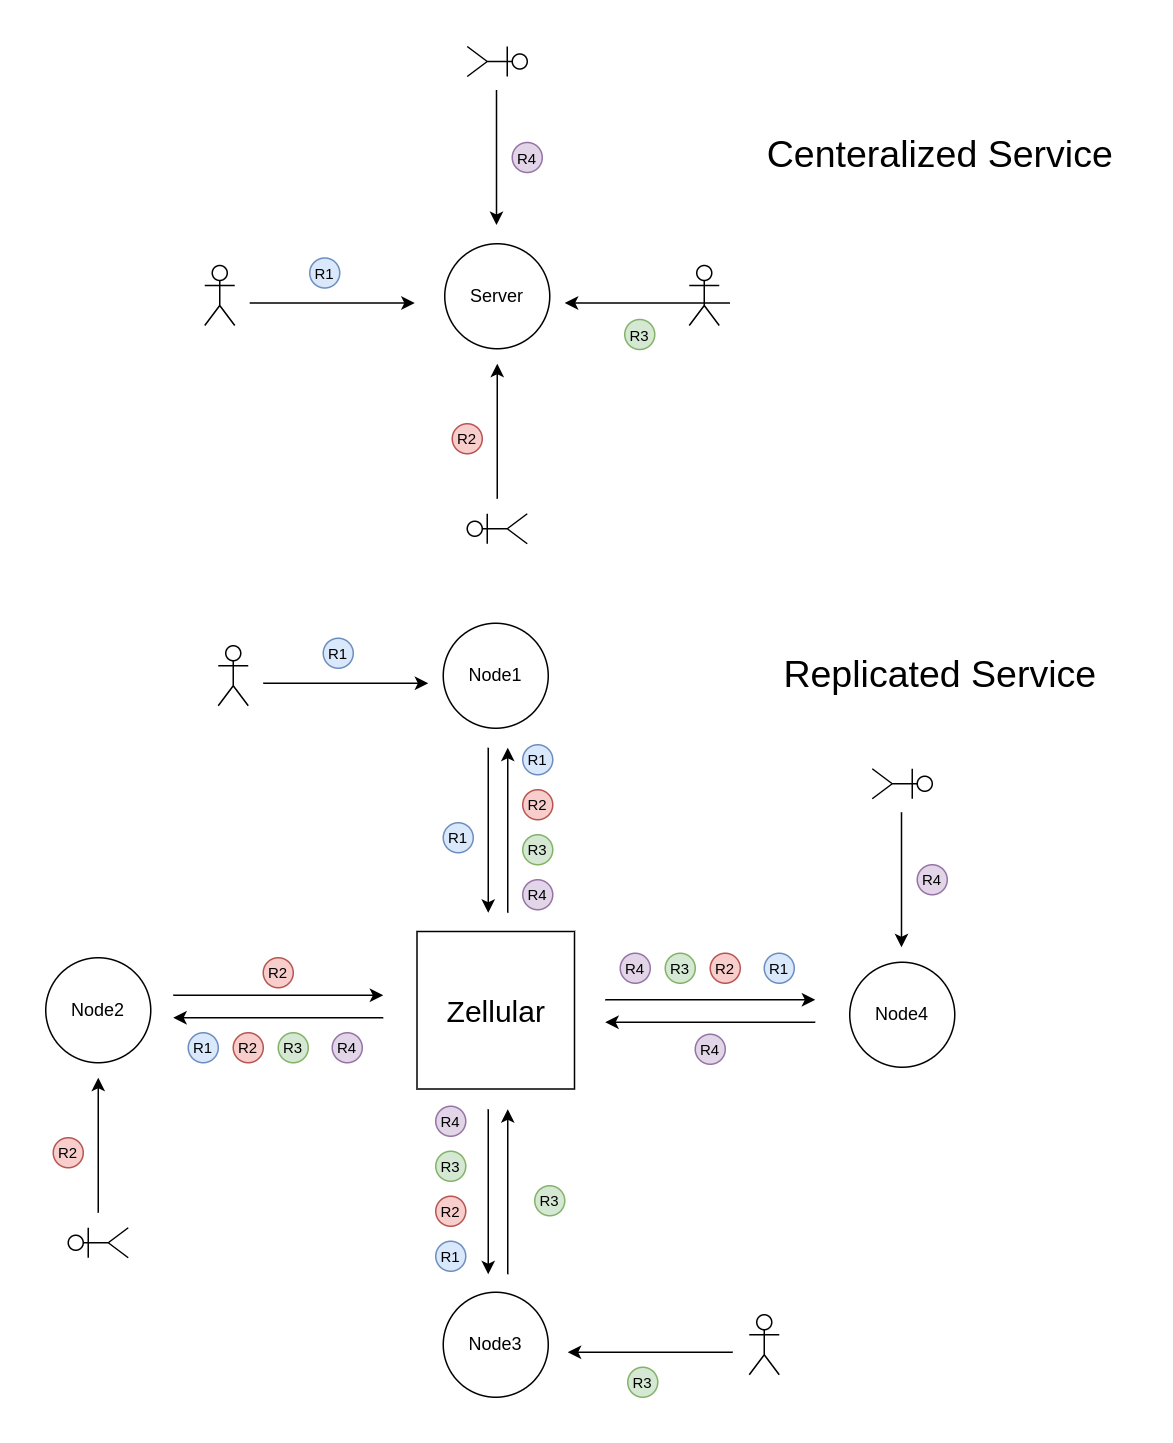 R4
Centeralized Service
R1
Server
R3
R2
R1
Node1
Replicated Service
R1
R2
R3
R4
R1
R4
R2
Zellular
R4 R3 R2 R1
Node2
Node4
R1 R2 R3 R4
R4
R2
R4
R3
R2
R1
R3
Node3
R3